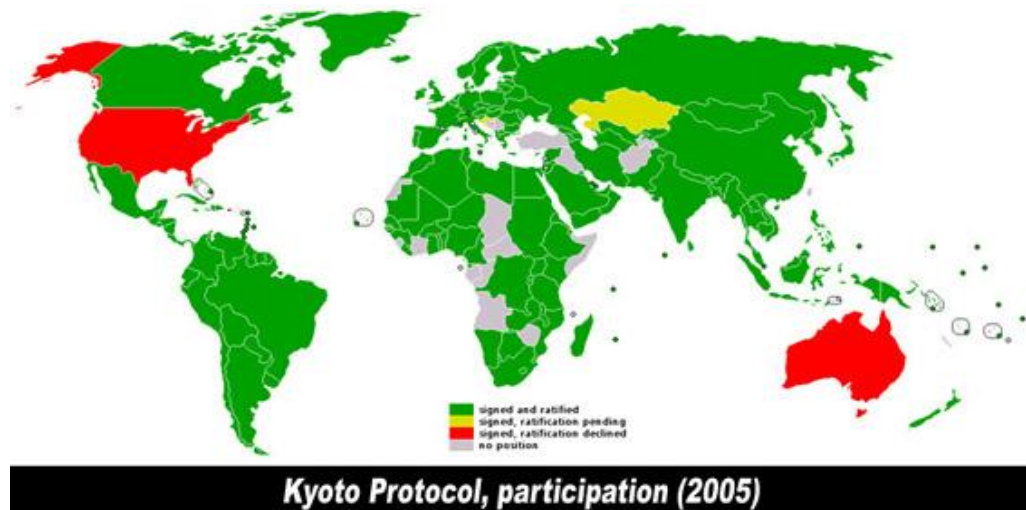 signed and ratified
signed, ratification pending
signed, ratification declined
no position
Kyoto Protocol, participation (2005)